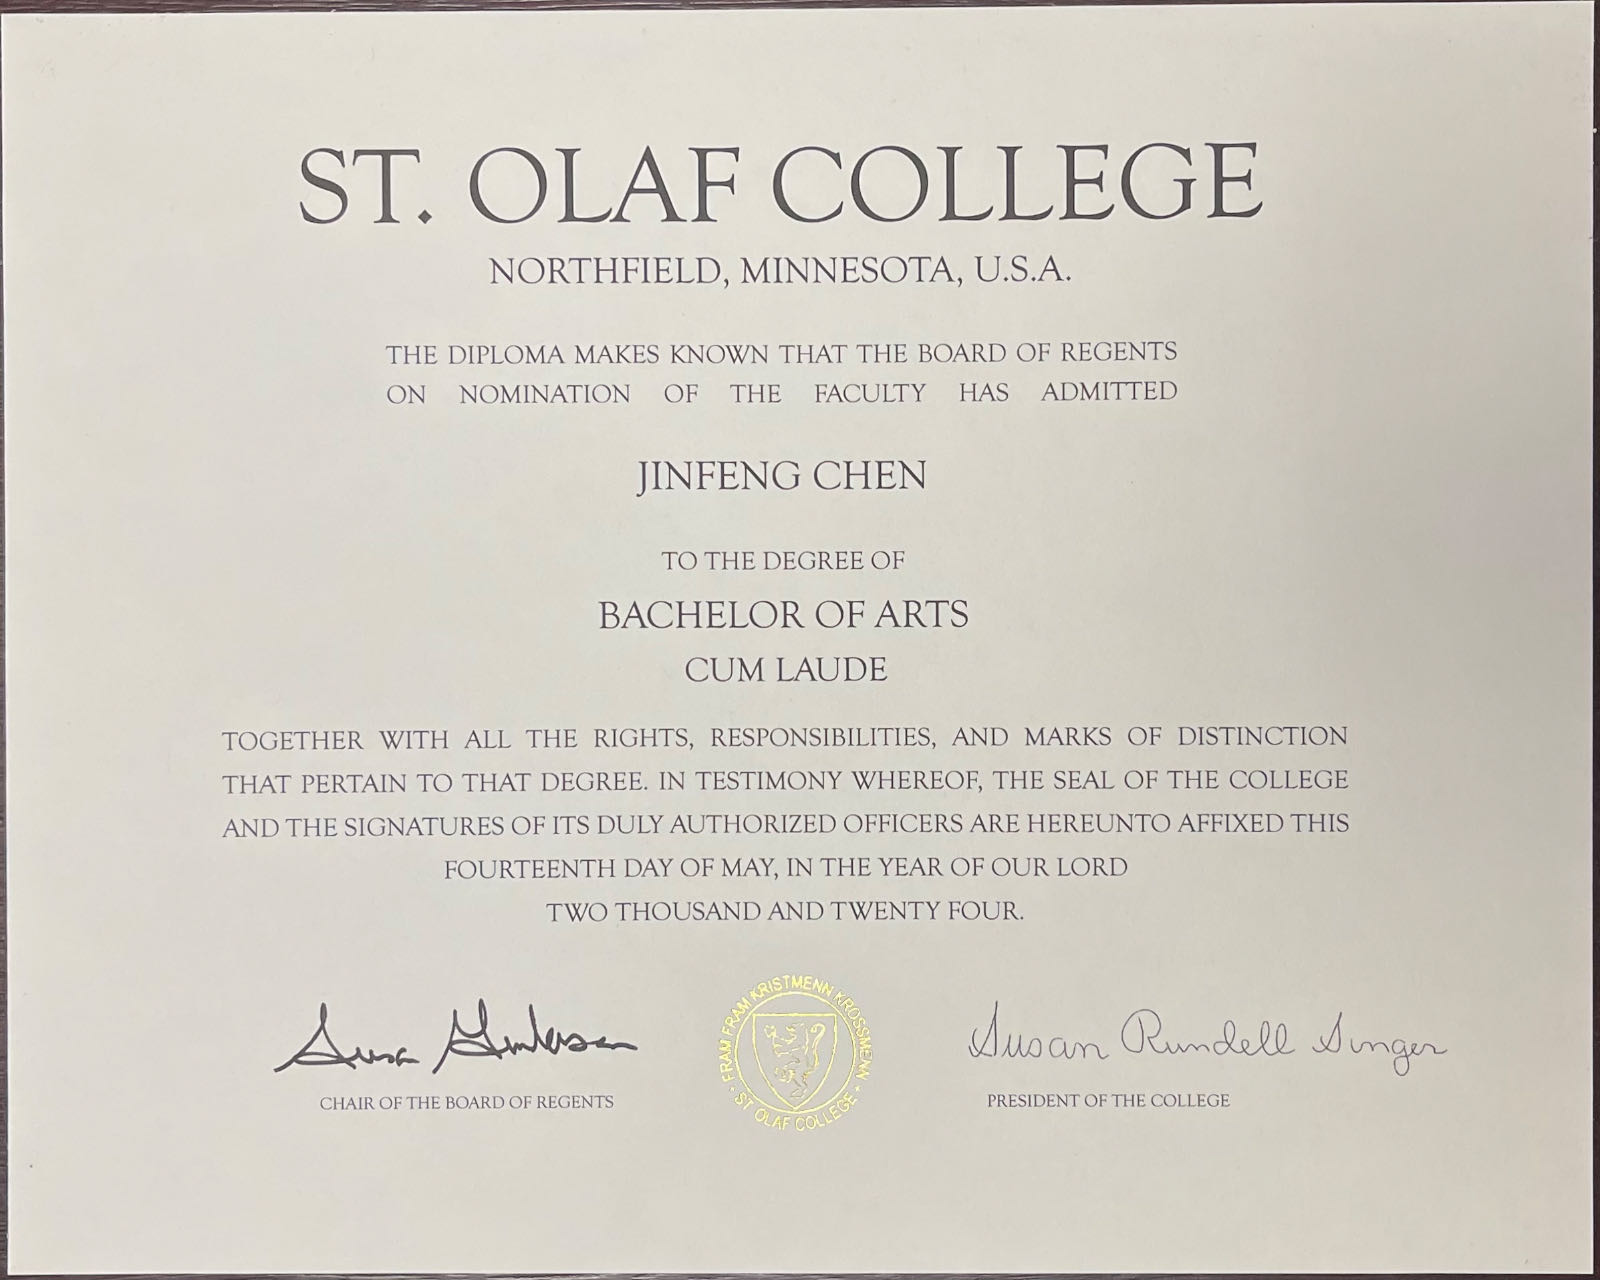 ST. OLAF COLLEGE
NORTHFIELD, MINNESOTA, U.S.A.
THE DIPLOMA MAKES KNOWN THAT THE BOARD OF REGENTS
ON NOMINATION OF THE FACULTY HAS ADMITTED
JINFENG CHEN
TO THE DEGREE OF
BACHELOR OF ARTS
CUM LAUDE
TOGETHER WITH ALL THE RIGHTS, RESPONSIBILITIES, AND MARKS OF DISTINCTION
THAT PERTAIN TO THAT DEGREE. IN TESTIMONY WHEREOF, THE SEAL OF THE COLLEGE
AND THE SIGNATURES OF ITS DULY AUTHORIZED OFFICERS ARE HEREUNTO AFFIXED THIS
FOURTEENTH DAY OF MAY, IN THE YEAR OF OUR LORD
TWO THOUSAND AND TWENTY FOUR.
CHAIR OF THE BOARD OF REGENTS
FRAM FRAM KRISTMENN KROSSMENN
ST OLAF COLLEGE
Susan Rundell Singer
PRESIDENT OF THE COLLEGE